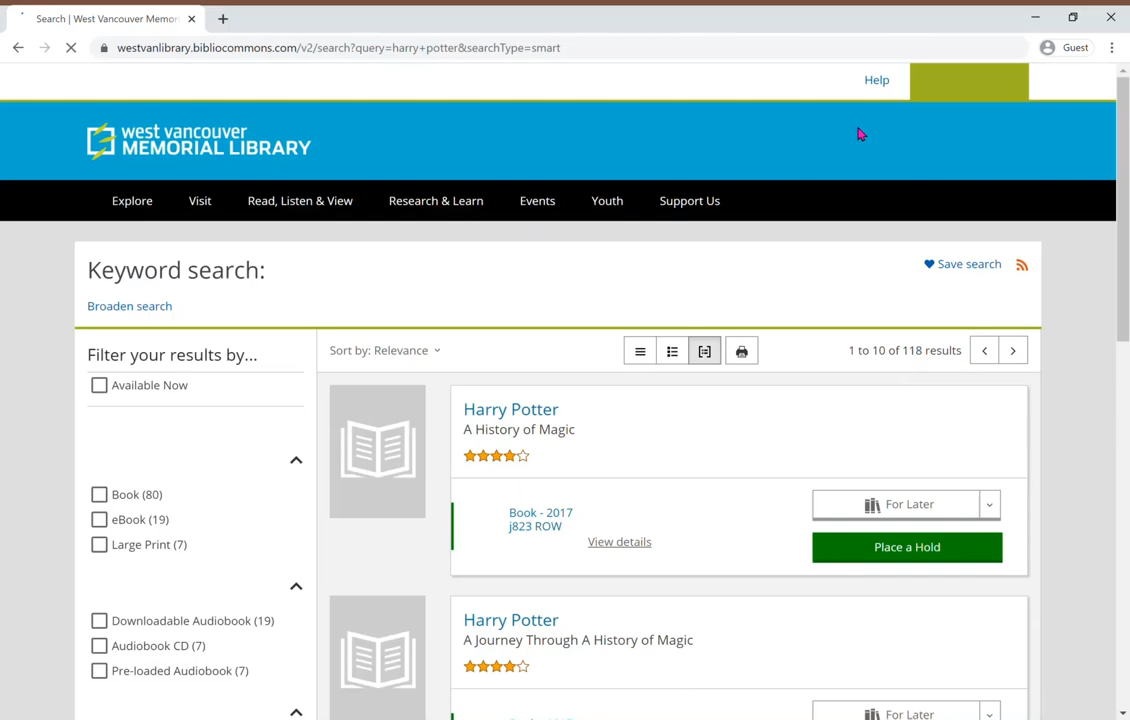 Search | West Vancouver Memor
westvanlibrary.bibliocommons.com/v2/search?query=harry+potter&searchType=smart
Guest
Help
west vancouver
MEMORIAL LIBRARY
Explore
Visit
Read, Listen & View
Research & Learn
Events
Youth
Support Us
Keyword search:
Save search
Broaden search
Filter your results by...
Sort by: Relevance
1 to 10 of 118 results
Available Now
Book (80)
eBook (19)
Large Print (7)
Downloadable Audiobook (19)
Audiobook CD (7)
Pre-loaded Audiobook (7)
Harry Potter
A History of Magic
Book - 2017
j823 ROW
View details
For Later
Place a Hold
Harry Potter
A Journey Through A History of Magic
For Later